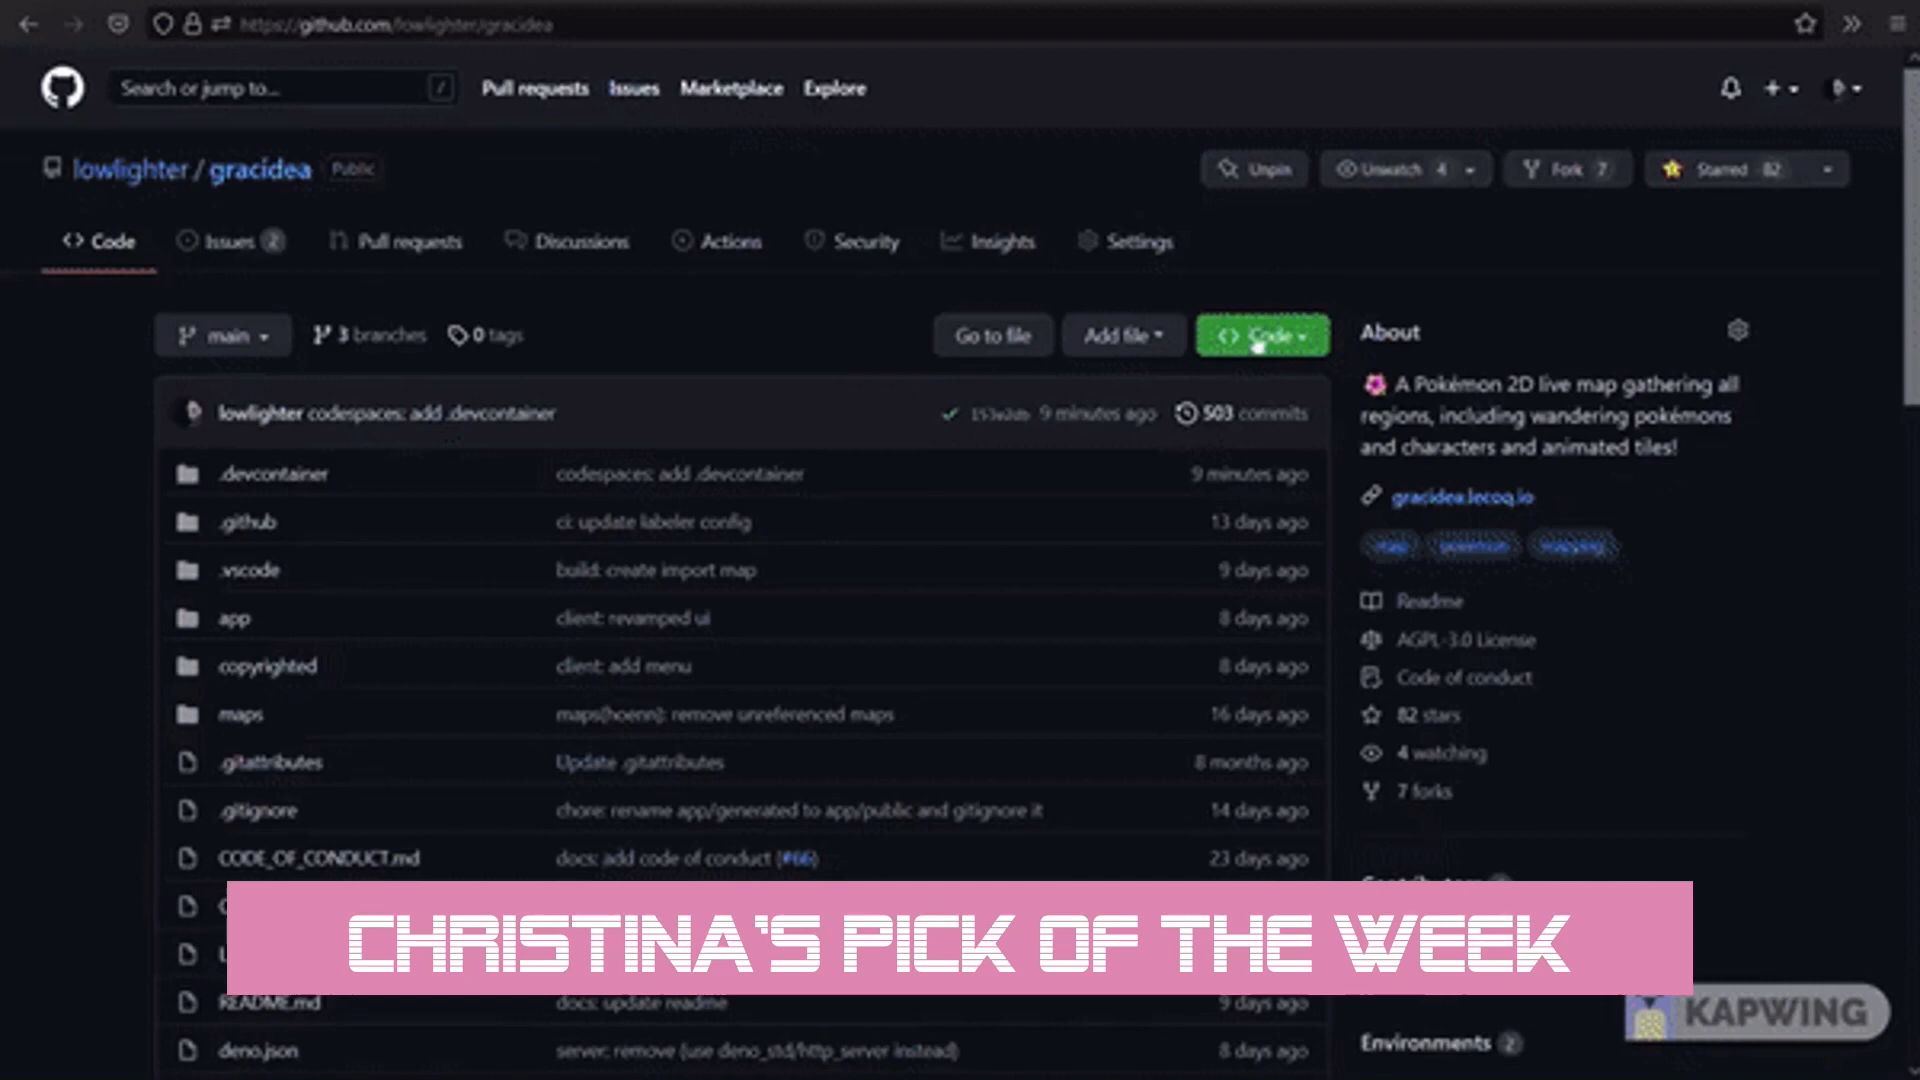 https://github.com/lowlighter/gracidea
Search or jump to... /
Pull requests Issues Marketplace Explore
lowlighter / gracidea Public
Unpin Unwatch 4 Fork 7 Starred 82
Code Issues 2 Pull requests Discussions Actions Security Insights Settings
main 3 branches 0 tags Go to file Add file Code
About
A Pokémon 2D live map gathering all
regions, including wandering pokémons
and characters and animated tiles!
gracidea.lecoq.io
map pokemon mapping
Readme
AGPL-3.0 License
Code of conduct
82 stars
4 watching
7 forks
lowlighter codespaces: add .devcontainer 9 minutes ago 503 commits
.devcontainer codespaces: add .devcontainer 9 minutes ago
.github ci: update labeler config 13 days ago
.vscode build: create import map 9 days ago
app client: revamped ui 8 days ago
copyrighted client: add menu 8 days ago
maps maps(hoenn): remove unreferenced maps 16 days ago
.gitattributes Update .gitattributes 8 months ago
.gitignore chore: rename app/generated to app/public and gitignore it 14 days ago
CODE_OF_CONDUCT.md docs: add code of conduct (#66) 23 days ago
CHRISTINA'S PICK OF THE WEEK
README.md docs: update readme 9 days ago
deno.json server: remove (use deno_std/http_server instead) 8 days ago
Environments 2
KAPWING